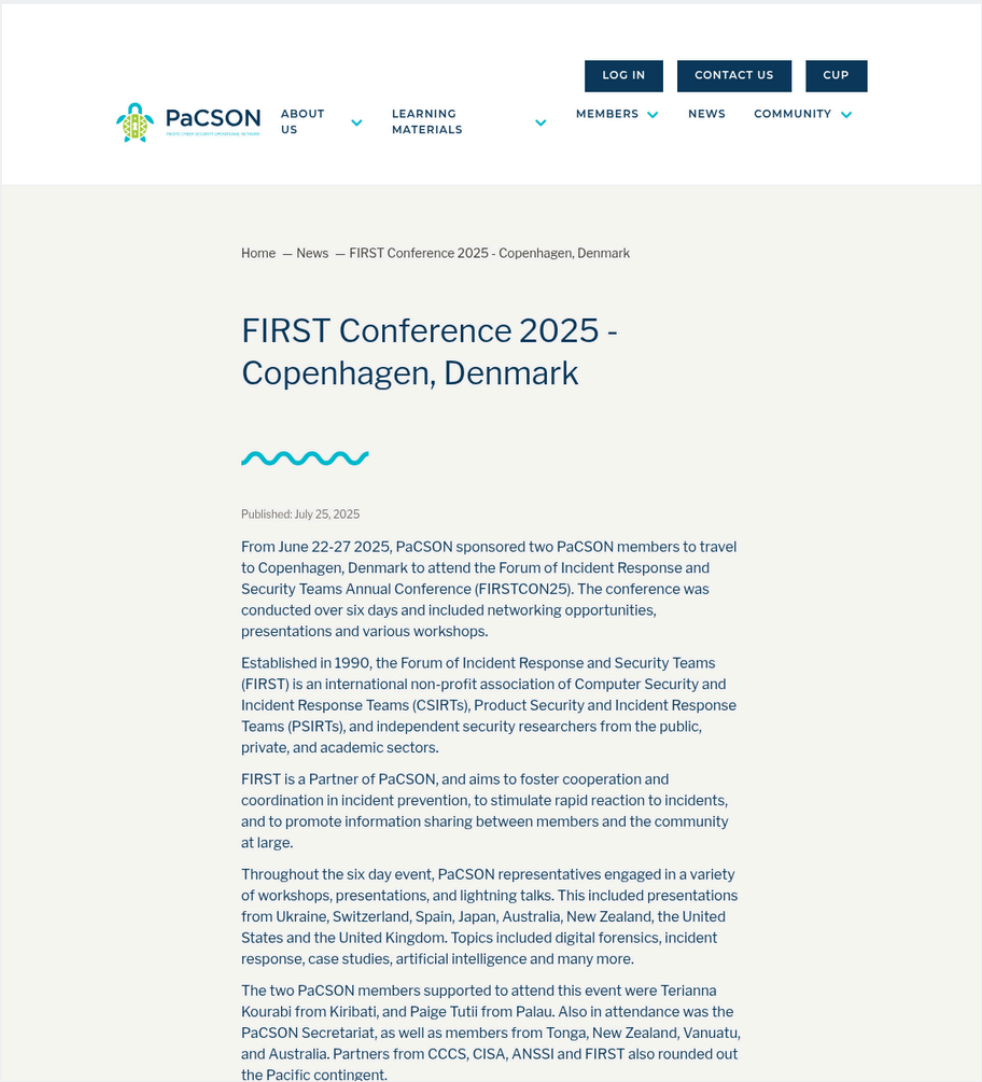 LOG IN
CONTACT US
CUP
PaCSON
PACIFIC CYBER SECURITY OPERATIONAL NETWORK
ABOUT
US
LEARNING
MATERIALS
MEMBERS
NEWS
COMMUNITY
Home — News — FIRST Conference 2025 - Copenhagen, Denmark
FIRST Conference 2025 -
Copenhagen, Denmark
Published: July 25, 2025
From June 22-27 2025, PaCSON sponsored two PaCSON members to travel
to Copenhagen, Denmark to attend the Forum of Incident Response and
Security Teams Annual Conference (FIRSTCON25). The conference was
conducted over six days and included networking opportunities,
presentations and various workshops.
Established in 1990, the Forum of Incident Response and Security Teams
(FIRST) is an international non-profit association of Computer Security and
Incident Response Teams (CSIRTs), Product Security and Incident Response
Teams (PSIRTs), and independent security researchers from the public,
private, and academic sectors.
FIRST is a Partner of PaCSON, and aims to foster cooperation and
coordination in incident prevention, to stimulate rapid reaction to incidents,
and to promote information sharing between members and the community
at large.
Throughout the six day event, PaCSON representatives engaged in a variety
of workshops, presentations, and lightning talks. This included presentations
from Ukraine, Switzerland, Spain, Japan, Australia, New Zealand, the United
States and the United Kingdom. Topics included digital forensics, incident
response, case studies, artificial intelligence and many more.
The two PaCSON members supported to attend this event were Terianna
Kourabi from Kiribati, and Paige Tutii from Palau. Also in attendance was the
PaCSON Secretariat, as well as members from Tonga, New Zealand, Vanuatu,
and Australia. Partners from CCCS, CISA, ANSSI and FIRST also rounded out
the Pacific contingent.